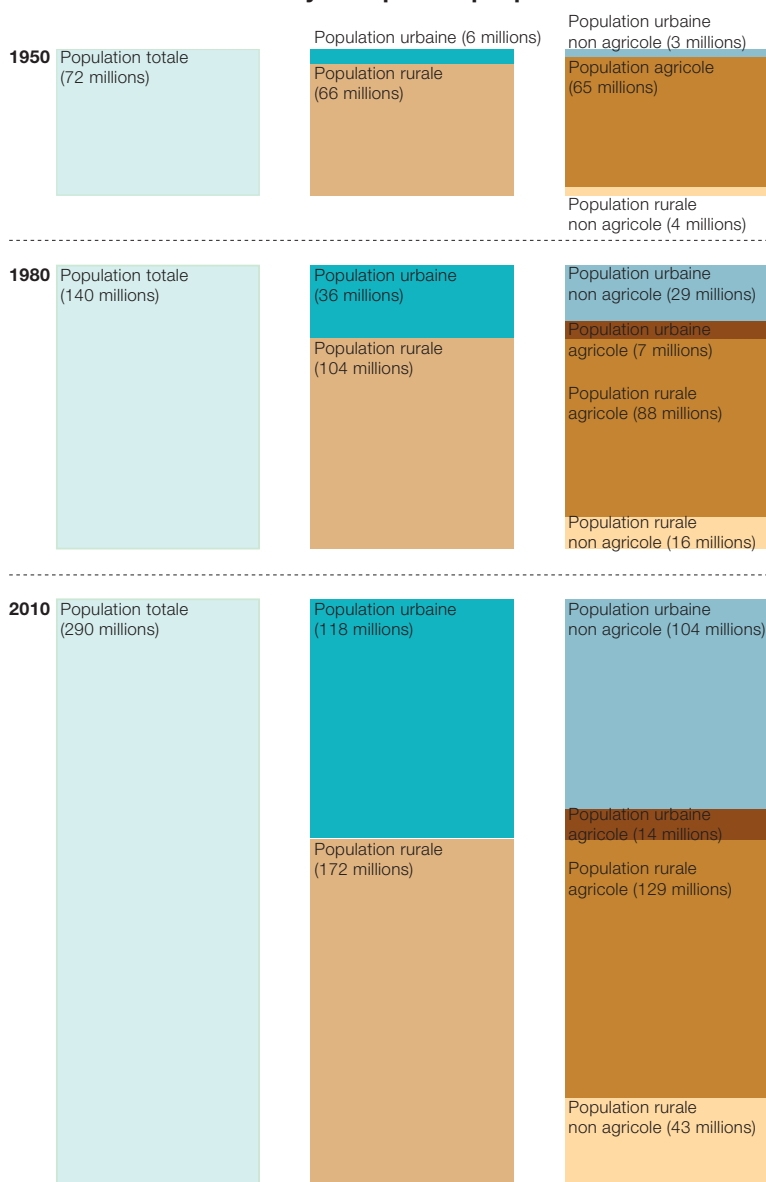 1950 Population totale
(72 millions)
Population urbaine (6 millions)
Population rurale
(66 millions)
Population urbaine
non agricole (3 millions)
Population agricole
(65 millions)
Population rurale
non agricole (4 millions)
1980 Population totale
(140 millions)
Population urbaine
(36 millions)
Population rurale
(104 millions)
Population urbaine
non agricole (29 millions)
Population urbaine
agricole (7 millions)
Population rurale
agricole (88 millions)
Population rurale
non agricole (16 millions)
2010 Population totale
(290 millions)
Population urbaine
(118 millions)
Population rurale
(172 millions)
Population urbaine
non agricole (104 millions)
Population urbaine
agricole (14 millions)
Population rurale
agricole (129 millions)
Population rurale
non agricole (43 millions)